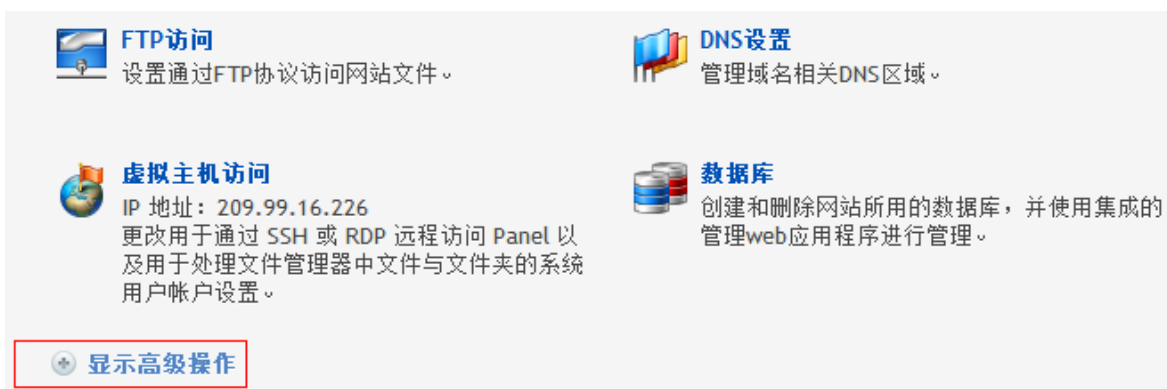 FTP访问
设置通过FTP协议访问网站文件。
DNS设置
管理域名相关DNS区域。
虚拟主机访问
IP 地址：209.99.16.226
更改用于通过 SSH 或 RDP 远程访问 Panel 以
及用于处理文件管理器中文件与文件夹的系统
用户帐户设置。
数据库
创建和删除网站所用的数据库，并使用集成的
管理web应用程序进行管理。
显示高级操作